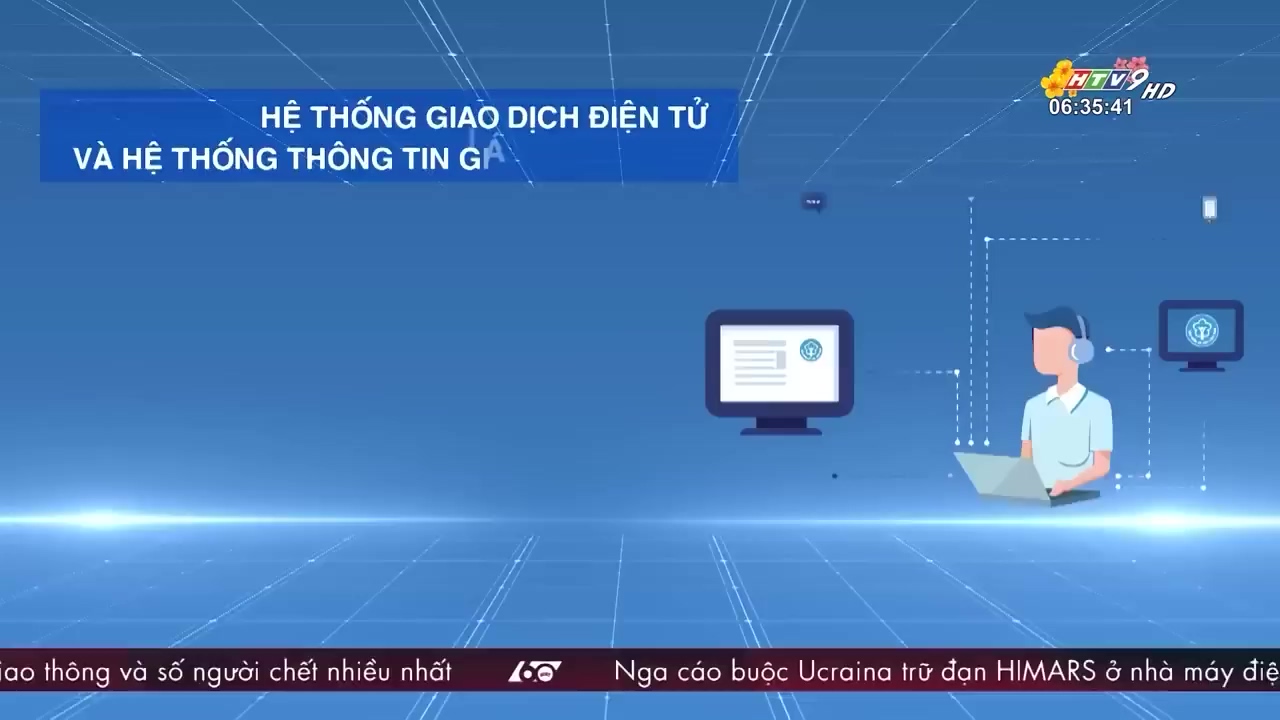 HTV9 HD
06:35:41
HỆ THỐNG GIAO DỊCH ĐIỆN TỬ
VÀ HỆ THỐNG THÔNG TIN
iao thông và số người chết nhiều nhất
60 Nga cáo buộc Ucraina trữ đạn HIMARS ở nhà máy điệ